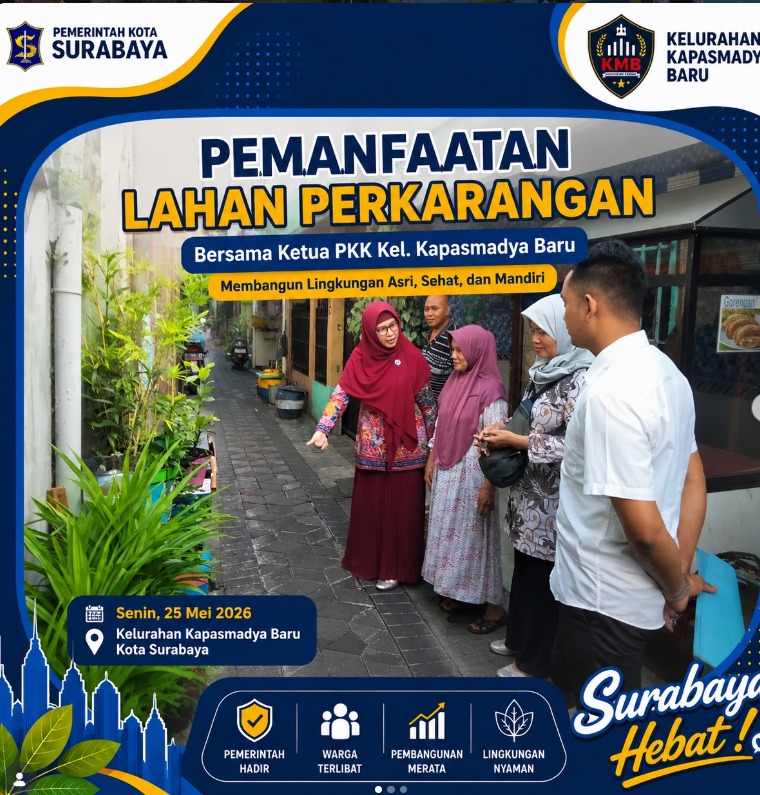 PEMERINTAH KOTA
SURABAYA
KMB
KELURAHAN
KAPASMADY
BARU
PEMANFAATAN
LAHAN PERKARANGAN
Bersama Ketua PKK Kel. Kapasmadya Baru
Membangun Lingkungan Asri, Sehat, dan Mandiri
Gorengan
Senin, 25 Mei 2026
Kelurahan Kapasmadya Baru
Kota Surabaya
PEMERINTAH
HADIR
WARGA
TERLIBAT
PEMBANGUNAN
MERATA
LINGKUNGAN
NYAMAN
Surabaya
Hebat !